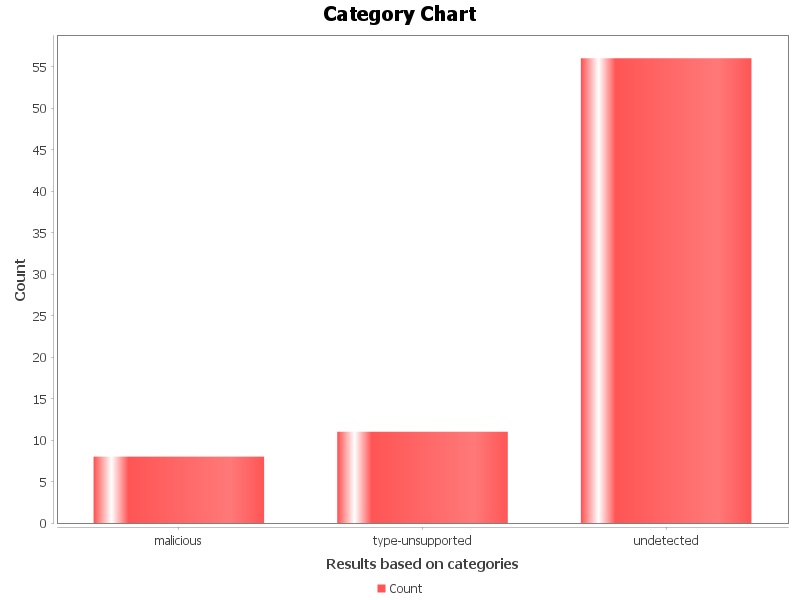 Category Chart
Count
55
50
45
40
35
30
25
20
15
10
5
0
malicious type-unsupported undetected
Results based on categories
Count